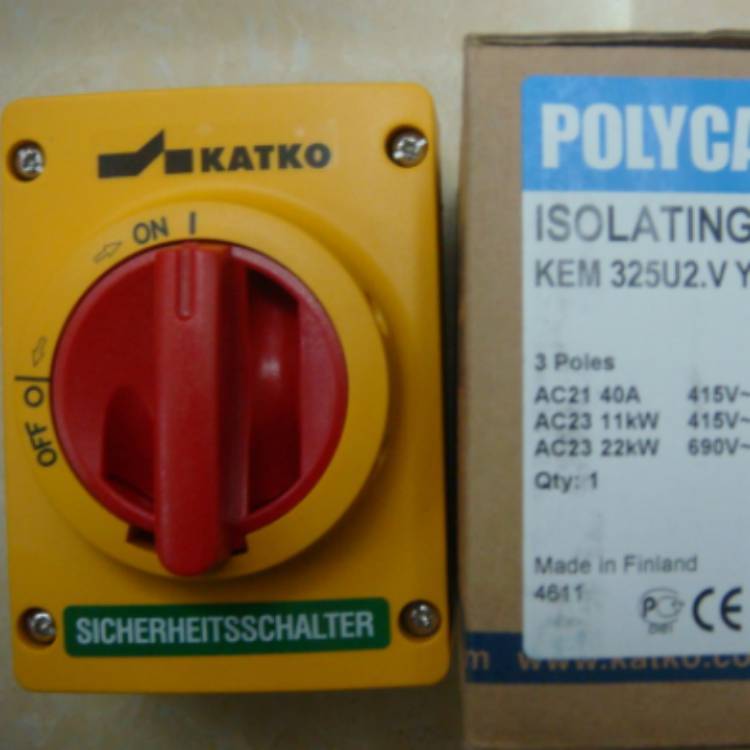 KATKO
ON I
OFF O
SICHERHEITSSCHALTER
POLYCA
ISOLATING
KEM 325U2.V Y
3 Poles
AC21 40A 415V~
AC23 11kW 415V~
AC23 22kW 690V~
Qty: 1
Made in Finland
4611
CE
m www.katko.co